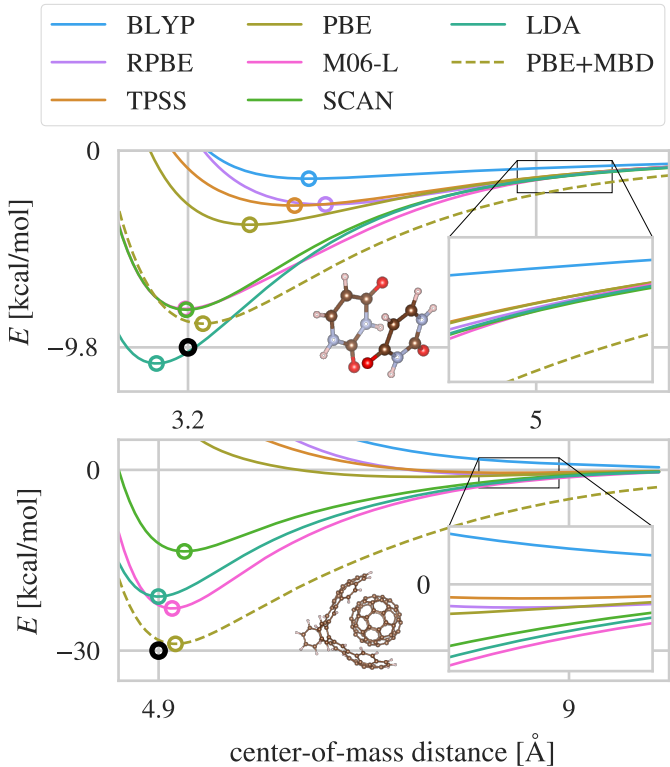 BLYP PBE LDA
RPBE M06-L PBE+MBD
TPSS SCAN
0
E [kcal/mol]
−9.8
3.2 5
0
E [kcal/mol]
0
−30
4.9 9
center-of-mass distance [Å]